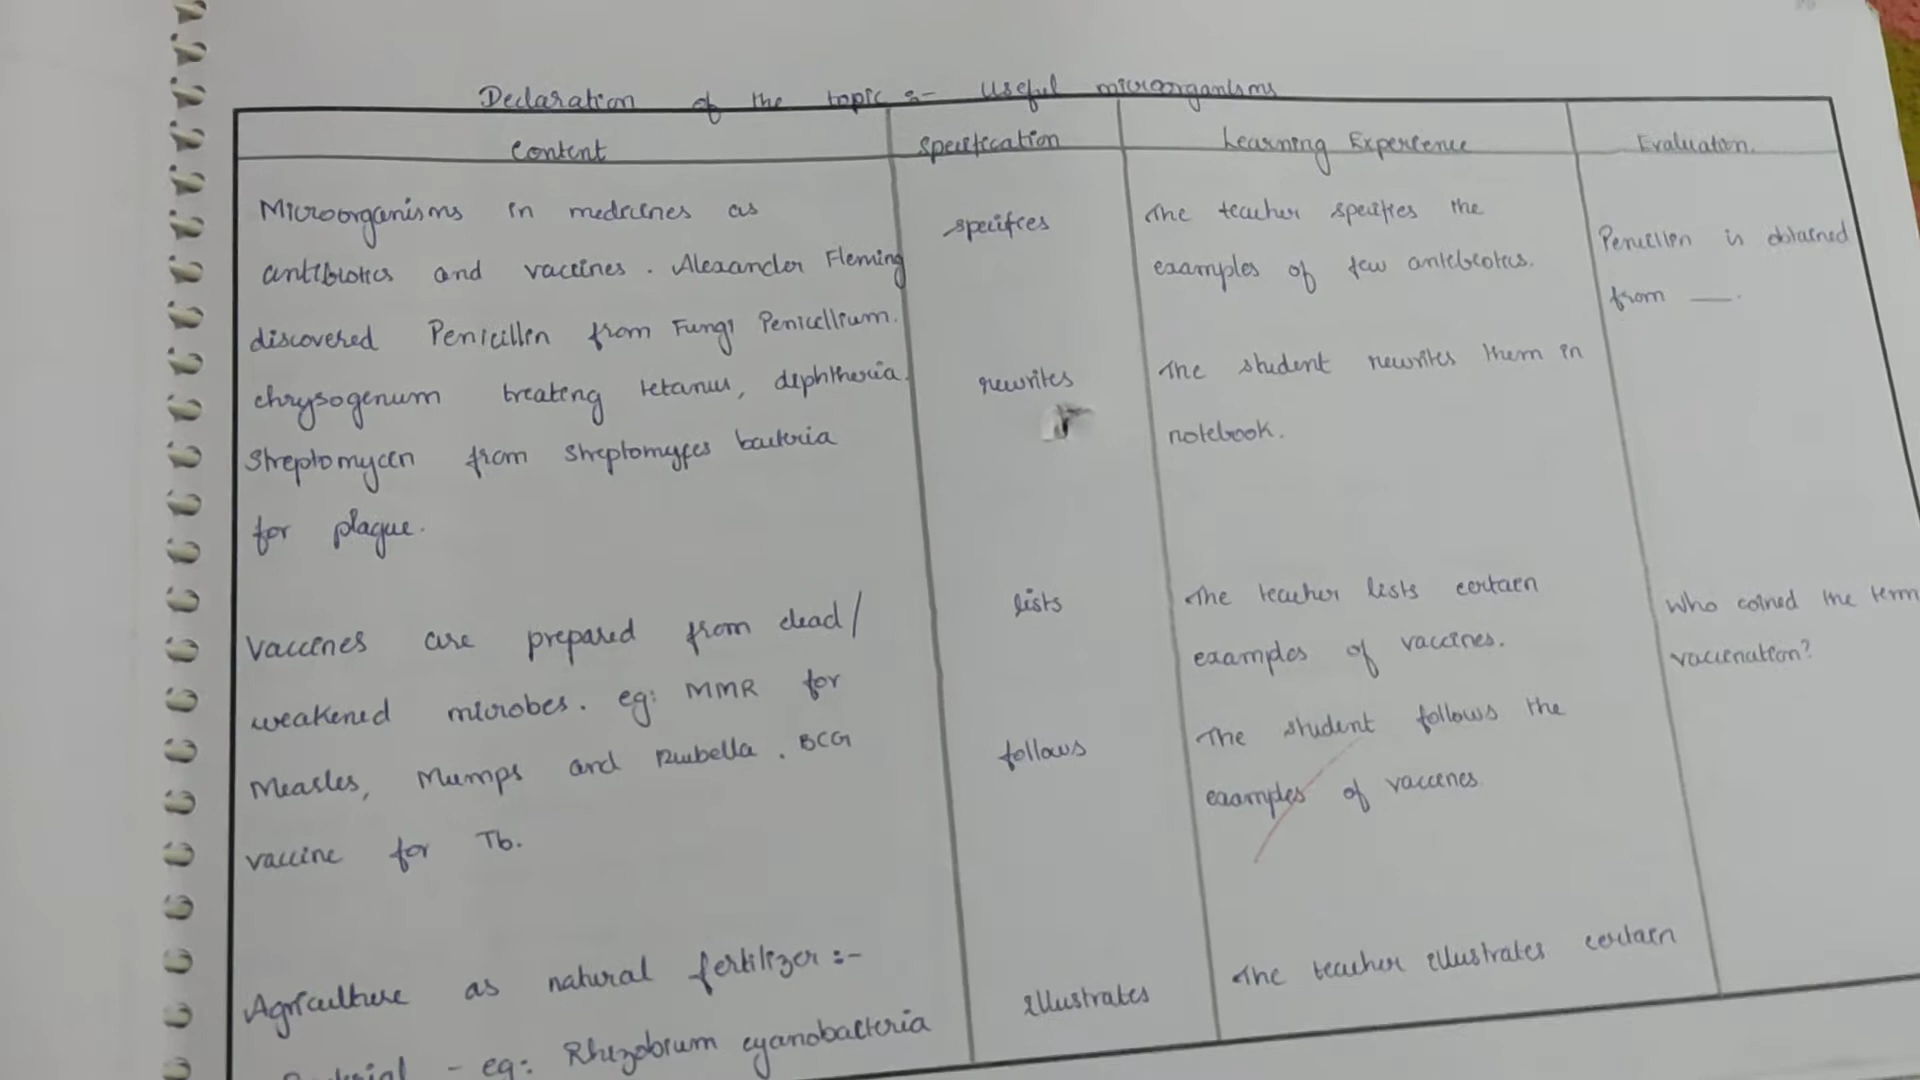 Declaration of the topic :- Useful microorganisms
Content
Specification
Learning Experience
Evaluation.
Microorganisms in medicines as
antibiotics and vaccines. Alexander Fleming
discovered Penicillin from Fungi Penicillium.
chrysogenum treating tetanus, diphtheria.
Streptomycin from Streptomyces bacteria
for plague.
Vaccines are prepared from dead/
weakened microbes. eg: MMR for
Measles, Mumps and Rubella. BCG
vaccine for Tb.
Agriculture as natural fertilizer :-
- eg: Rhizobium cyanobacteria
specifies
rewrites
lists
follows
illustrates
The teacher specifies the
examples of few antibiotics.
The student rewrites them in
notebook.
The teacher lists certain
examples of vaccines.
The student follows the
examples of vaccines
The teacher illustrates certain
Penicillin is obtained
from —.
Who coined the term
vaccination?